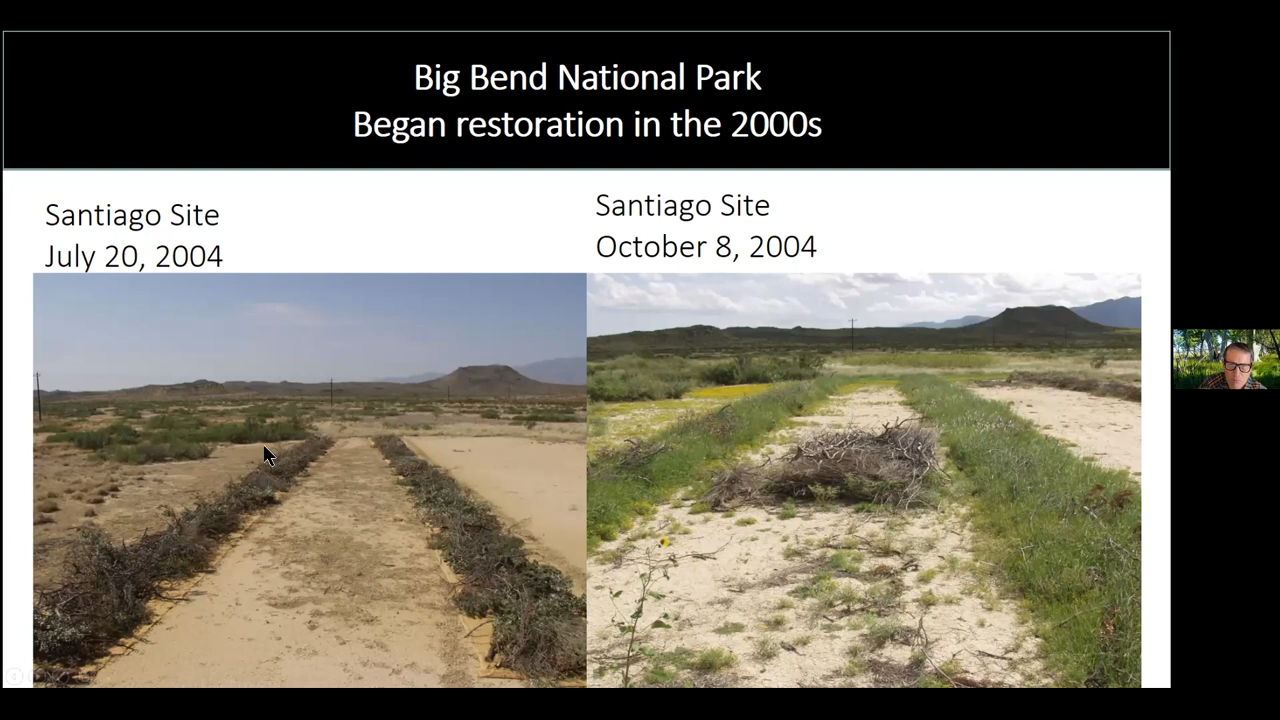 Big Bend National Park
Began restoration in the 2000s
Santiago Site
July 20, 2004
Santiago Site
October 8, 2004